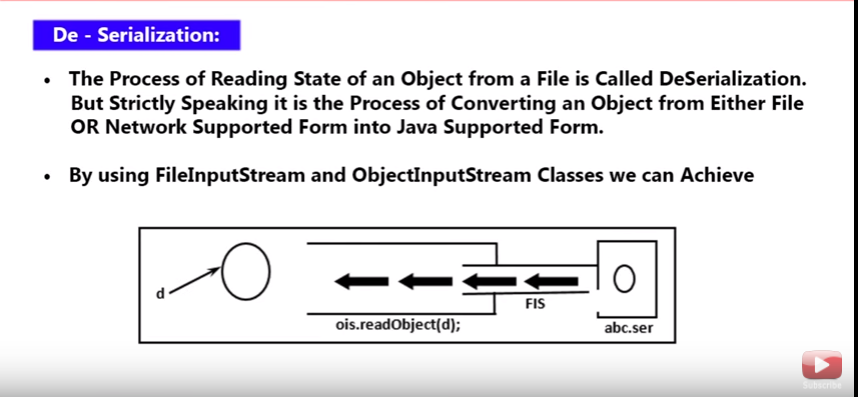 De - Serialization:
• The Process of Reading State of an Object from a File is Called DeSerialization.
But Strictly Speaking it is the Process of Converting an Object from Either File
OR Network Supported Form into Java Supported Form.
• By using FileInputStream and ObjectInputStream Classes we can Achieve
d
FIS
ois.readObject(d);
abc.ser
Subscribe